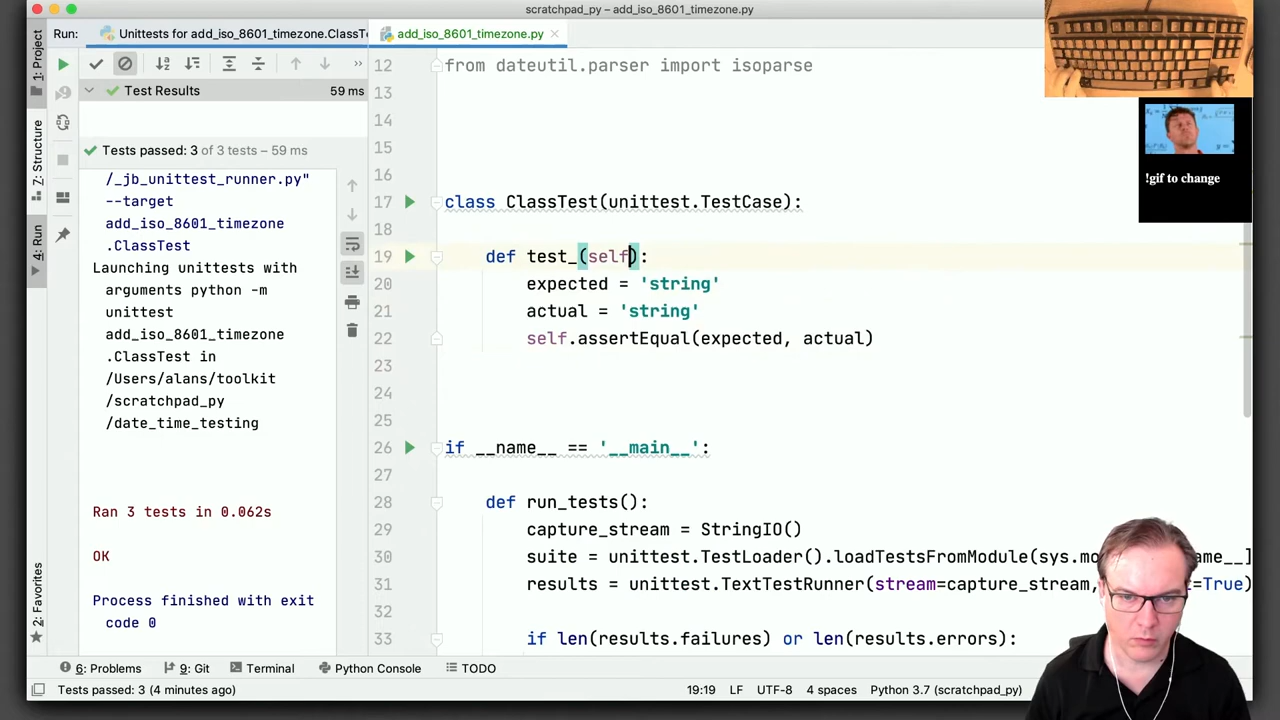 scratchpad_py – add_iso_8601_timezone.py
Run:
Unittests for add_iso_8601_timezone.ClassT
add_iso_8601_timezone.py
1: Project
Z: Structure
4: Run
2: Favorites
Test Results
59 ms
Tests passed: 3 of 3 tests – 59 ms
/_jb_unittest_runner.py"
--target
add_iso_8601_timezone
.ClassTest
Launching unittests with
arguments python -m
unittest
add_iso_8601_timezone
.ClassTest in
/Users/alans/toolkit
/scratchpad_py
/date_time_testing
Ran 3 tests in 0.062s
OK
Process finished with exit
code 0
12 from dateutil.parser import isoparse
13
14
15
16
17 class ClassTest(unittest.TestCase):
18
19 def test_(self):
20 expected = 'string'
21 actual = 'string'
22 self.assertEqual(expected, actual)
23
24
25
26 if __name__ == '__main__':
27
28 def run_tests():
29 capture_stream = StringIO()
30 suite = unittest.TestLoader().loadTestsFromModule(sys.mo
31 results = unittest.TextTestRunner(stream=capture_stream,
32
33 if len(results.failures) or len(results.errors):
!gif to change
6: Problems
9: Git
Terminal
Python Console
TODO
Tests passed: 3 (4 minutes ago)
19:19
LF
UTF-8
4 spaces
Python 3.7 (scratchpad_py)